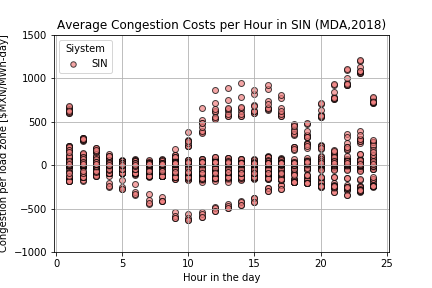 Average Congestion Costs per Hour in SIN (MDA,2018)
Congestion per load zone [$MXN/MWh-day]
1500
1000
500
0
−500
−1000
Siystem
SIN
0
5
10
15
20
25
Hour in the day